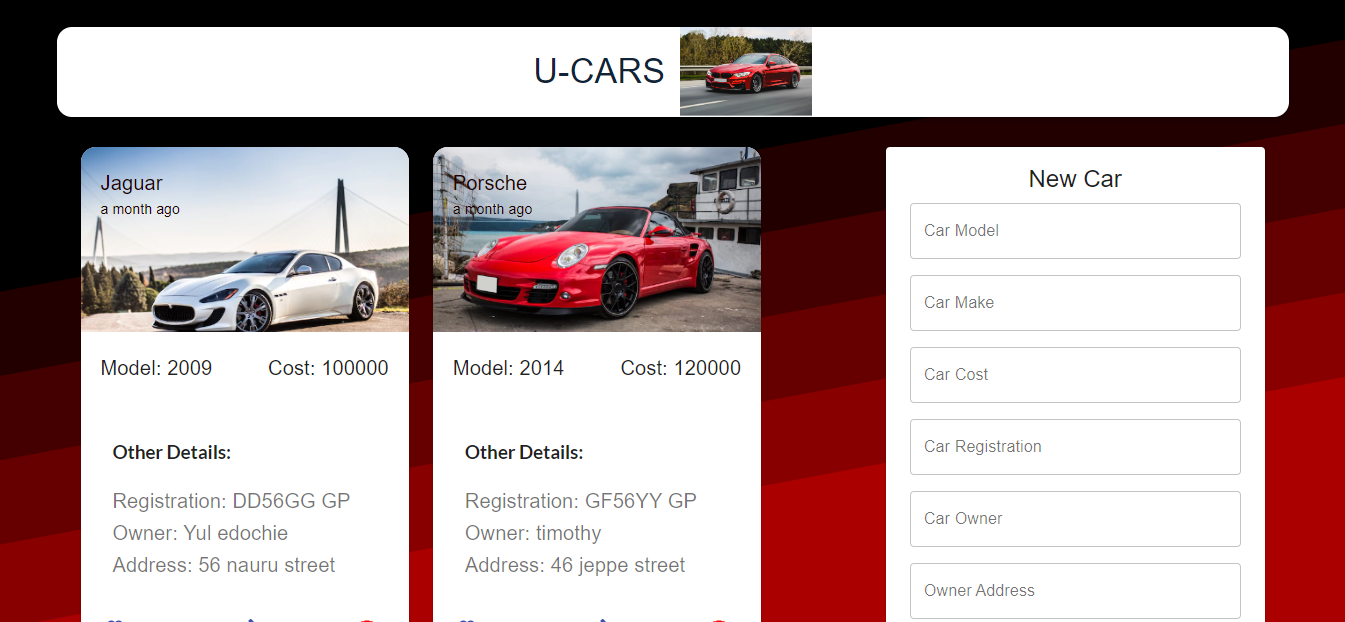 U-CARS
Jaguar
a month ago
Model: 2009 Cost: 100000
Other Details:
Registration: DD56GG GP
Owner: Yul edochie
Address: 56 nauru street
Porsche
a month ago
Model: 2014 Cost: 120000
Other Details:
Registration: GF56YY GP
Owner: timothy
Address: 46 jeppe street
New Car
Car Model
Car Make
Car Cost
Car Registration
Car Owner
Owner Address